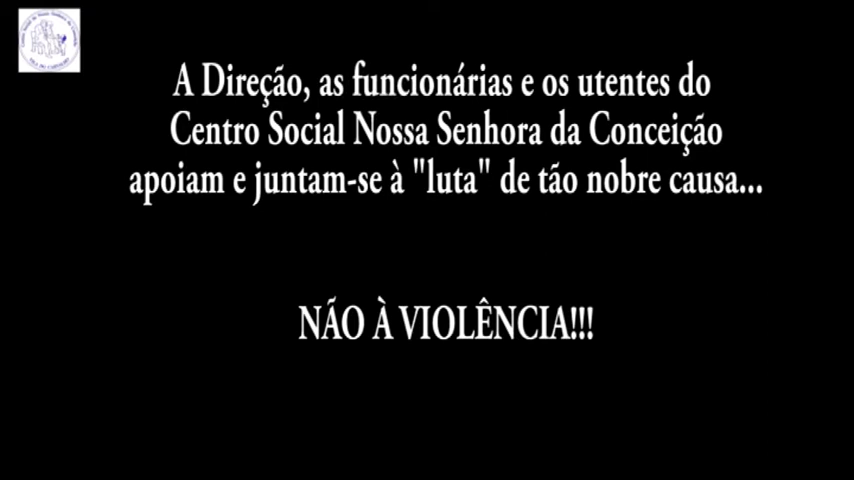 A Direção, as funcionárias e os utentes do
Centro Social Nossa Senhora da Conceição
apoiam e juntam-se à "luta" de tão nobre causa...
NÃO À VIOLÊNCIA!!!